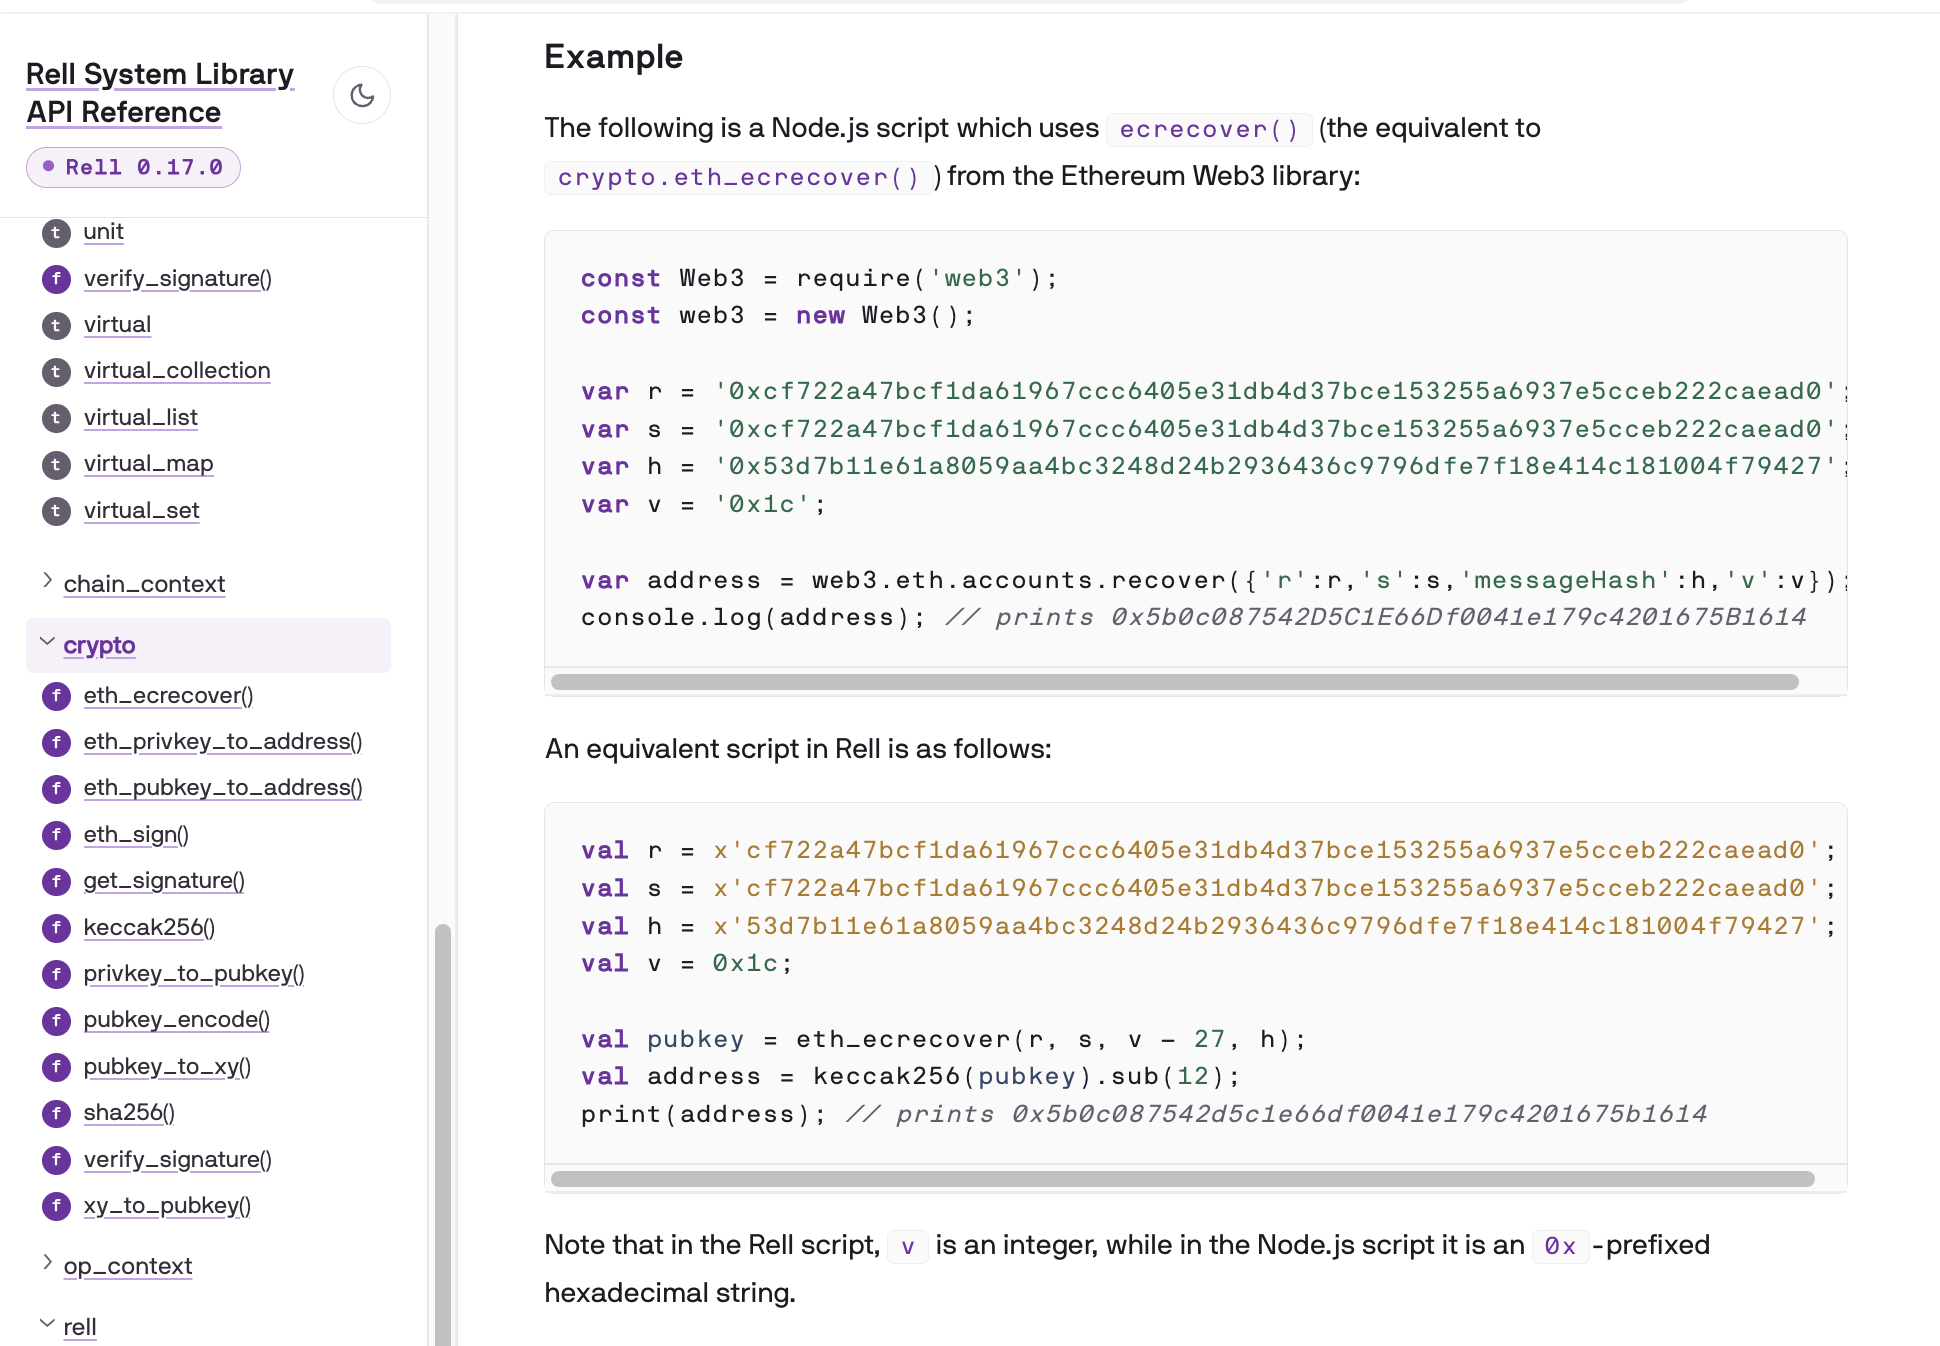 Rell System Library
API Reference
Rell 0.17.0
t unit
f verify_signature()
t virtual
t virtual_collection
t virtual_list
t virtual_map
t virtual_set
chain_context
crypto
f eth_ecrecover()
f eth_privkey_to_address()
f eth_pubkey_to_address()
f eth_sign()
f get_signature()
f keccak256()
f privkey_to_pubkey()
f pubkey_encode()
f pubkey_to_xy()
f sha256()
f verify_signature()
f xy_to_pubkey()
op_context
rell
Example
The following is a Node.js script which uses ecrecover() (the equivalent to
crypto.eth_ecrecover() ) from the Ethereum Web3 library:
const Web3 = require('web3');
const web3 = new Web3();
var r = '0xcf722a47bcf1da61967ccc6405e31db4d37bce153255a6937e5cceb222caead0';
var s = '0xcf722a47bcf1da61967ccc6405e31db4d37bce153255a6937e5cceb222caead0';
var h = '0x53d7b11e61a8059aa4bc3248d24b2936436c9796dfe7f18e414c181004f79427';
var v = '0x1c';
var address = web3.eth.accounts.recover({'r':r,'s':s,'messageHash':h,'v':v});
console.log(address); // prints 0x5b0c087542D5C1E66Df0041e179c4201675B1614
An equivalent script in Rell is as follows:
val r = x'cf722a47bcf1da61967ccc6405e31db4d37bce153255a6937e5cceb222caead0';
val s = x'cf722a47bcf1da61967ccc6405e31db4d37bce153255a6937e5cceb222caead0';
val h = x'53d7b11e61a8059aa4bc3248d24b2936436c9796dfe7f18e414c181004f79427';
val v = 0x1c;
val pubkey = eth_ecrecover(r, s, v - 27, h);
val address = keccak256(pubkey).sub(12);
print(address); // prints 0x5b0c087542d5c1e66df0041e179c4201675b1614
Note that in the Rell script, v is an integer, while in the Node.js script it is an 0x -prefixed
hexadecimal string.